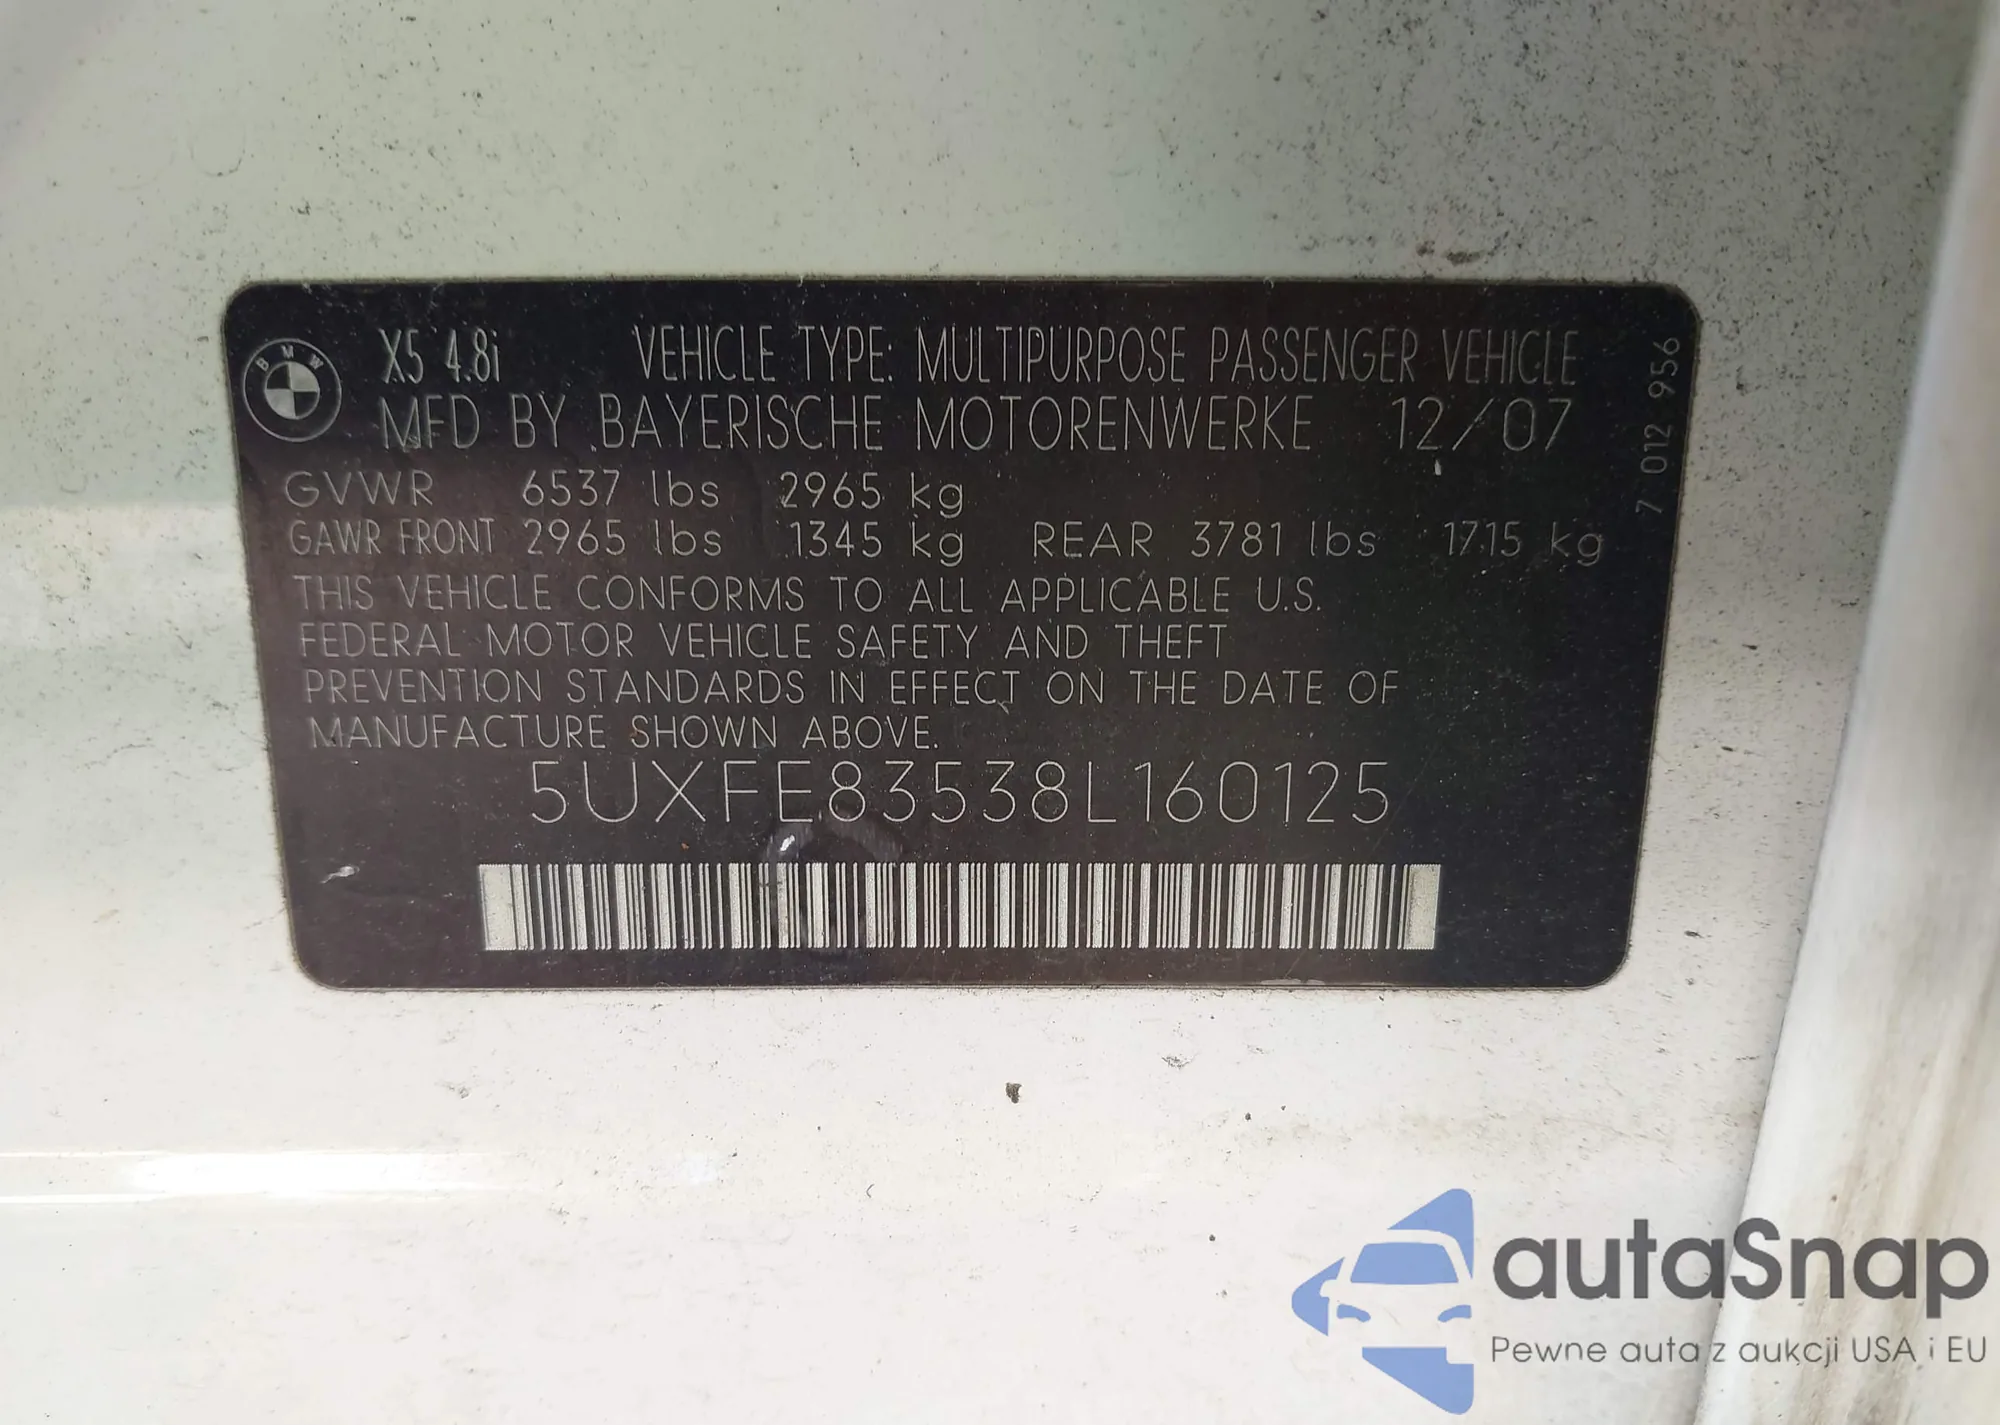 BMW
X5 4.8i VEHICLE TYPE: MULTIPURPOSE PASSENGER VEHICLE
MFD BY BAYERISCHE MOTORENWERKE 12/07
GVWR 6537 lbs 2965 kg
GAWR FRONT 2965 lbs 1345 kg REAR 3781 lbs 1715 kg
THIS VEHICLE CONFORMS TO ALL APPLICABLE U.S.
FEDERAL MOTOR VEHICLE SAFETY AND THEFT
PREVENTION STANDARDS IN EFFECT ON THE DATE OF
MANUFACTURE SHOWN ABOVE.
5UXFE83538L160125
7 012 956
autaSnap
Pewne auta z aukcji USA i EU